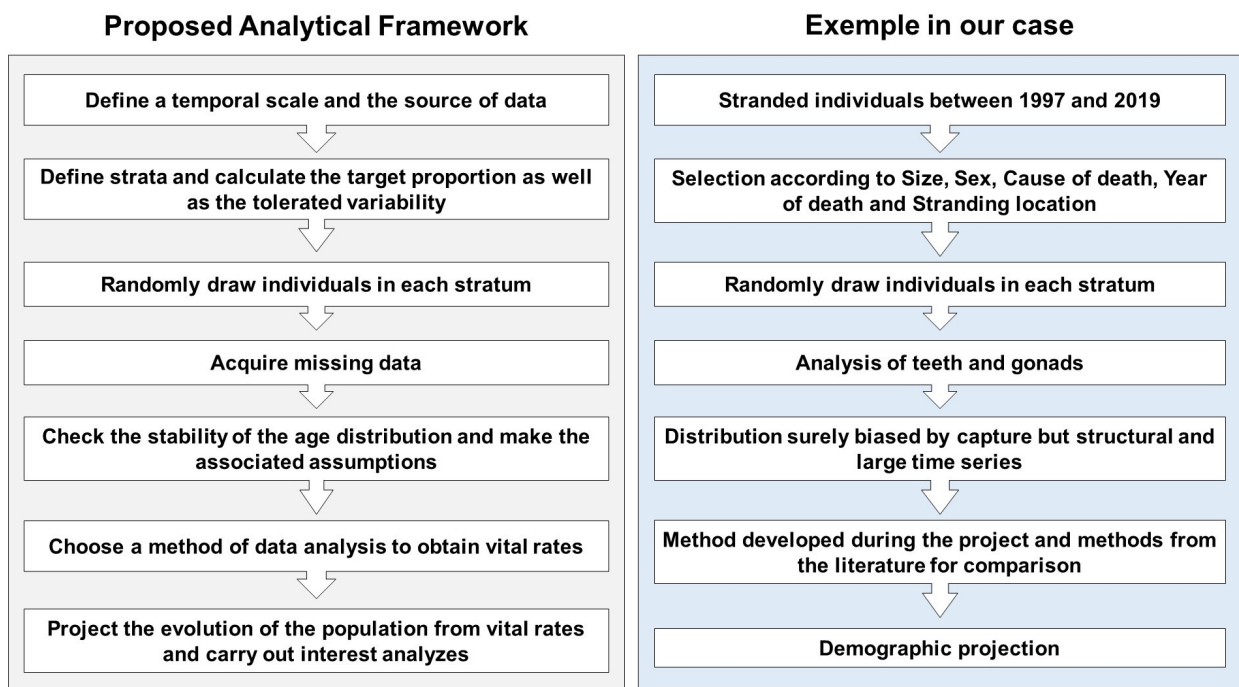 Proposed Analytical Framework
Define a temporal scale and the source of data
Define strata and calculate the target proportion as well
as the tolerated variability
Randomly draw individuals in each stratum
Acquire missing data
Check the stability of the age distribution and make the
associated assumptions
Choose a method of data analysis to obtain vital rates
Project the evolution of the population from vital rates
and carry out interest analyzes
Exemple in our case
Stranded individuals between 1997 and 2019
Selection according to Size, Sex, Cause of death, Year
of death and Stranding location
Randomly draw individuals in each stratum
Analysis of teeth and gonads
Distribution surely biased by capture but structural and
large time series
Method developed during the project and methods from
the literature for comparison
Demographic projection